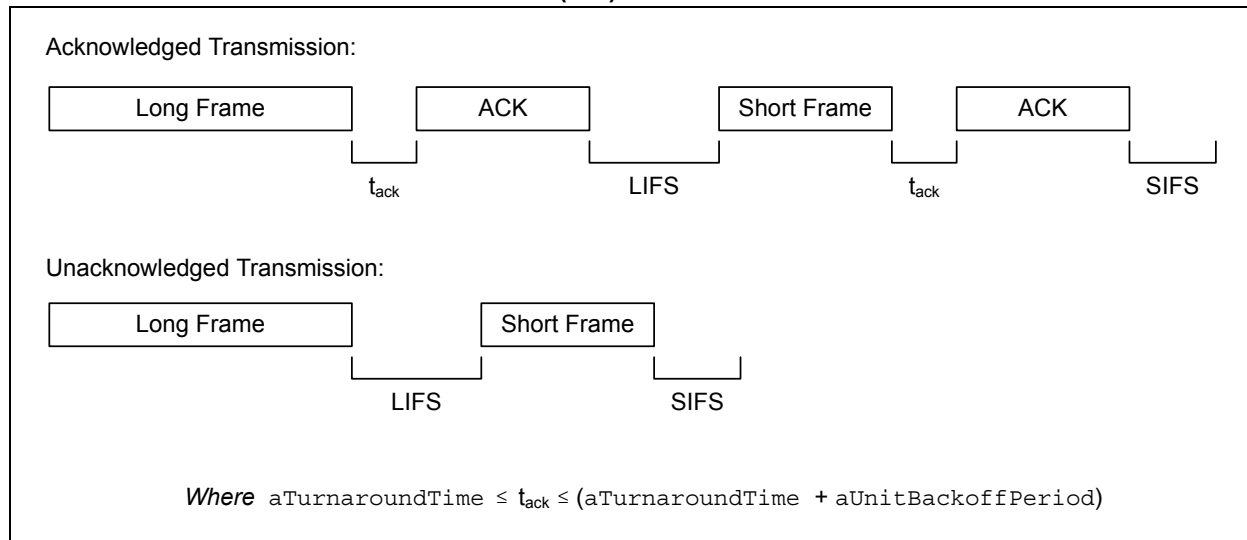 Acknowledged Transmission:
Long Frame ACK Short Frame ACK
tack LIFS tack SIFS
Unacknowledged Transmission:
Long Frame Short Frame
LIFS SIFS
Where aTurnaroundTime ≤ tack ≤ (aTurnaroundTime + aUnitBackoffPeriod)